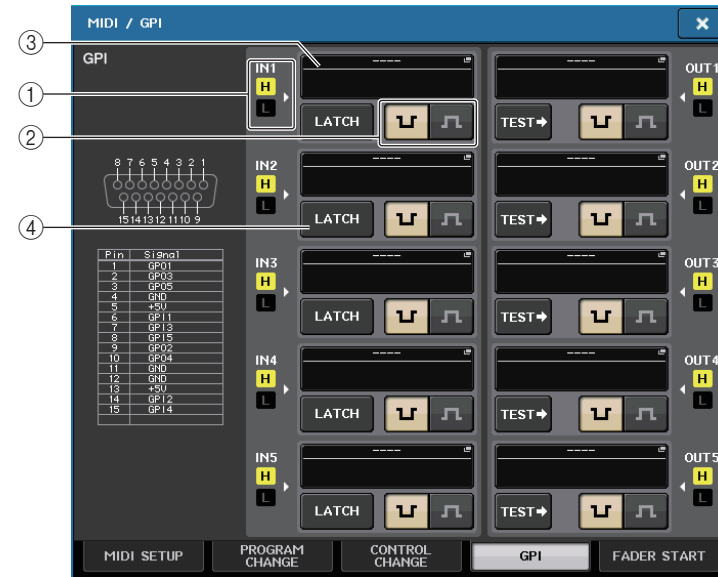 MIDI / GPI
×
GPI
③
①
②
④
IN1
H
L
----
LATCH
----
TEST
OUT1
H
L
IN2
H
L
----
LATCH
----
TEST
OUT2
H
L
IN3
H
L
----
LATCH
----
TEST
OUT3
H
L
IN4
H
L
----
LATCH
----
TEST
OUT4
H
L
IN5
H
L
----
LATCH
----
TEST
OUT5
H
L
8 7 6 5 4 3 2 1
15 14 13 12 11 10 9
Pin Signal
1 GPO1
2 GPO3
3 GPO5
4 GND
5 +5V
6 GPI1
7 GPI3
8 GPI5
9 GPO2
10 GPO4
11 GND
12 GND
13 +5V
14 GPI2
15 GPI4
MIDI SETUP
PROGRAM
CHANGE
CONTROL
CHANGE
GPI
FADER START